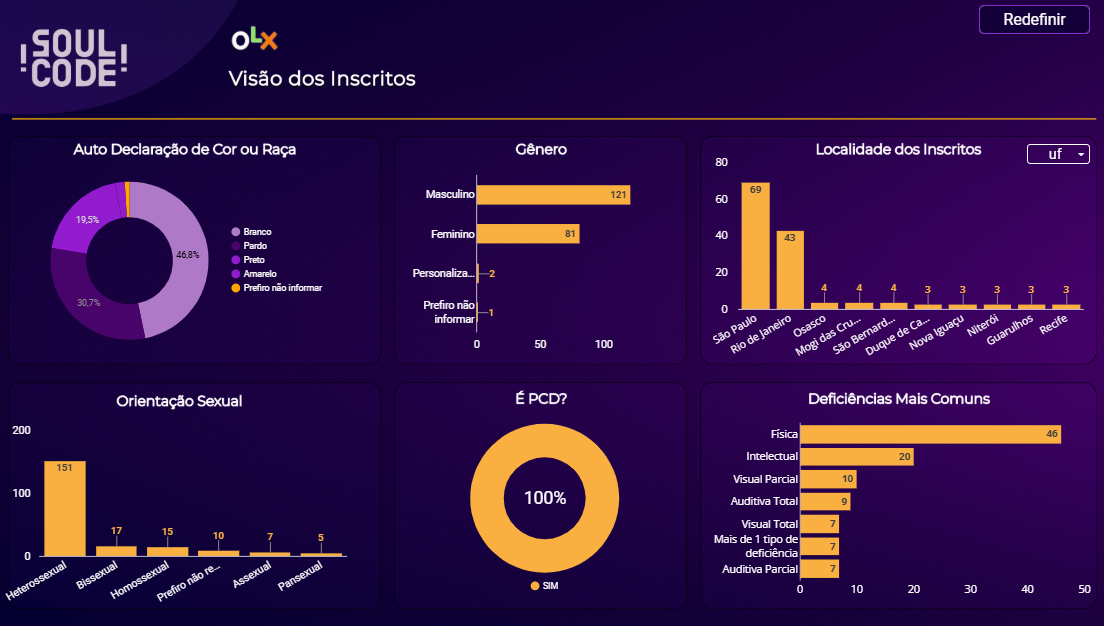 SOUL
!CODE!
OLX
Visão dos Inscritos
Redefinir
Auto Declaração de Cor ou Raça
46,8%
30,7%
19,5%
Branco
Pardo
Preto
Amarelo
Prefiro não informar
Gênero
Masculino
121
Feminino
81
Personaliza...
2
Prefiro não
informar
1
0
50
100
Localidade dos Inscritos
uf
80
60
40
20
0
69
43
4
4
4
3
3
3
3
3
São Paulo
Rio de Janeiro
Osasco
Mogi das Cru...
São Bernard...
Duque de Ca...
Nova Iguaçu
Niterói
Guarulhos
Recife
Orientação Sexual
200
100
0
151
17
15
10
7
5
Heterossexual
Bissexual
Homossexual
Prefiro não re...
Assexual
Pansexual
É PCD?
100%
SIM
Deficiências Mais Comuns
Física
46
Intelectual
20
Visual Parcial
10
Auditiva Total
9
Visual Total
7
Mais de 1 tipo de
deficiência
7
Auditiva Parcial
7
0
10
20
30
40
50